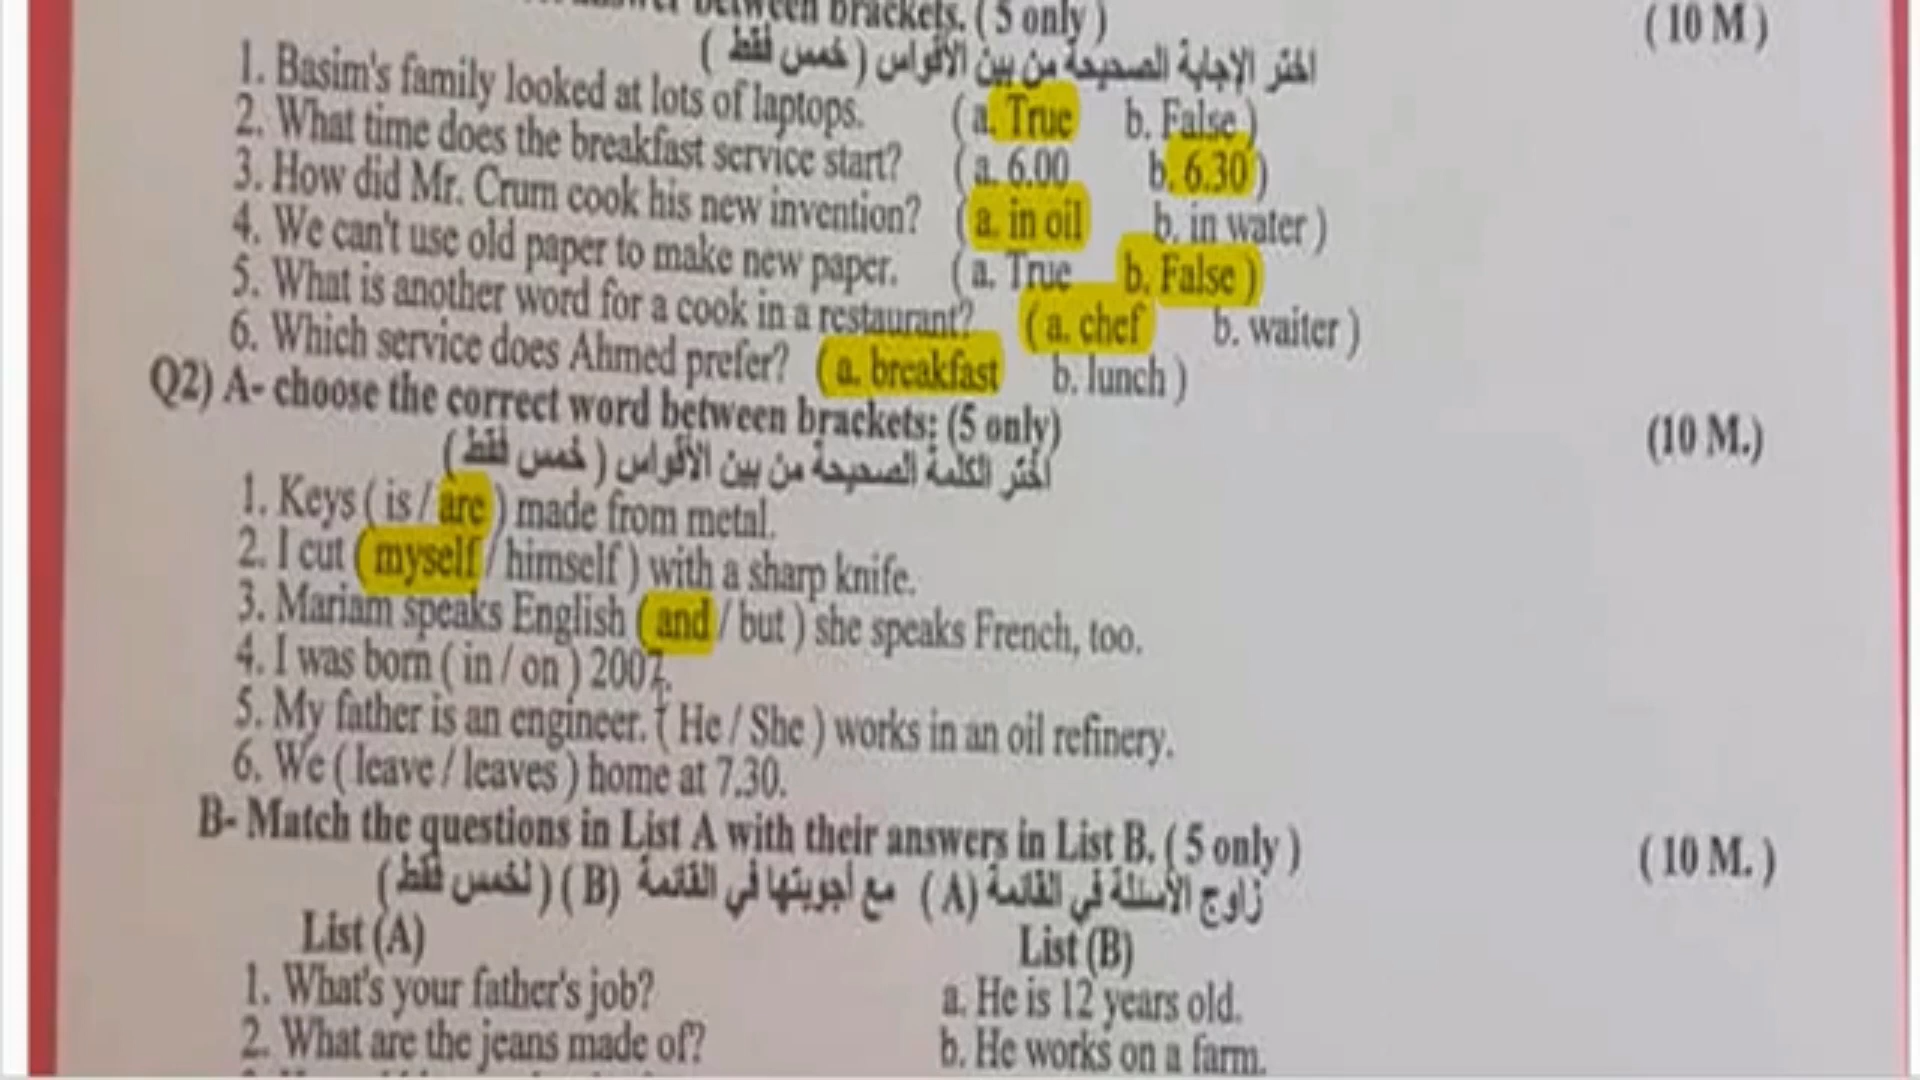 answer between brackets. ( 5 only )
( 10 M )
اختر الإجابة الصحيحة من بين الأقواس ( خمس فقط )
1. Basim's family looked at lots of laptops. ( a. True b. False )
2. What time does the breakfast service start? ( a. 6.00 b. 6.30 )
3. How did Mr. Crum cook his new invention? ( a. in oil b. in water )
4. We can't use old paper to make new paper. ( a. True b. False )
5. What is another word for a cook in a restaurant? ( a. chef b. waiter )
6. Which service does Ahmed prefer? ( a. breakfast b. lunch )
Q2) A- choose the correct word between brackets: (5 only) (10 M.)
اختر الكلمة الصحيحة من بين الأقواس ( خمس فقط )
1. Keys ( is / are ) made from metal.
2. I cut ( myself / himself ) with a sharp knife.
3. Mariam speaks English ( and / but ) she speaks French, too.
4. I was born ( in / on ) 2007.
5. My father is an engineer. ( He / She ) works in an oil refinery.
6. We ( leave / leaves ) home at 7.30.
B- Match the questions in List A with their answers in List B. ( 5 only ) ( 10 M. )
زاوج الأسئلة في القائمة (A) مع أجوبتها في القائمة (B) (لخمس فقط)
List (A) List (B)
1. What's your father's job? a. He is 12 years old.
2. What are the jeans made of? b. He works on a farm.